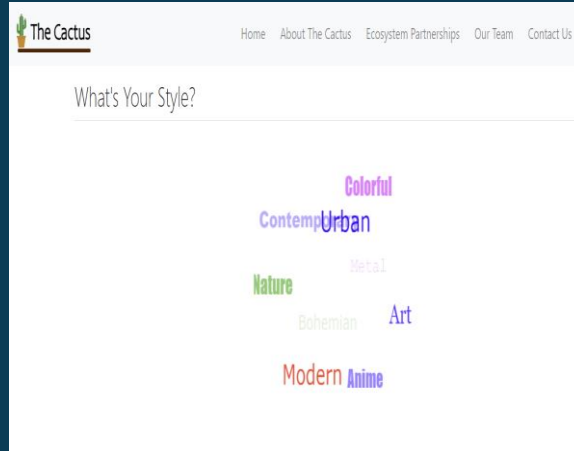 The Cactus
Home About The Cactus Ecosystem Partnerships Our Team Contact Us
What's Your Style?
Colorful
Urban
Metal
Nature
Bohemian
Art
Modern Anime